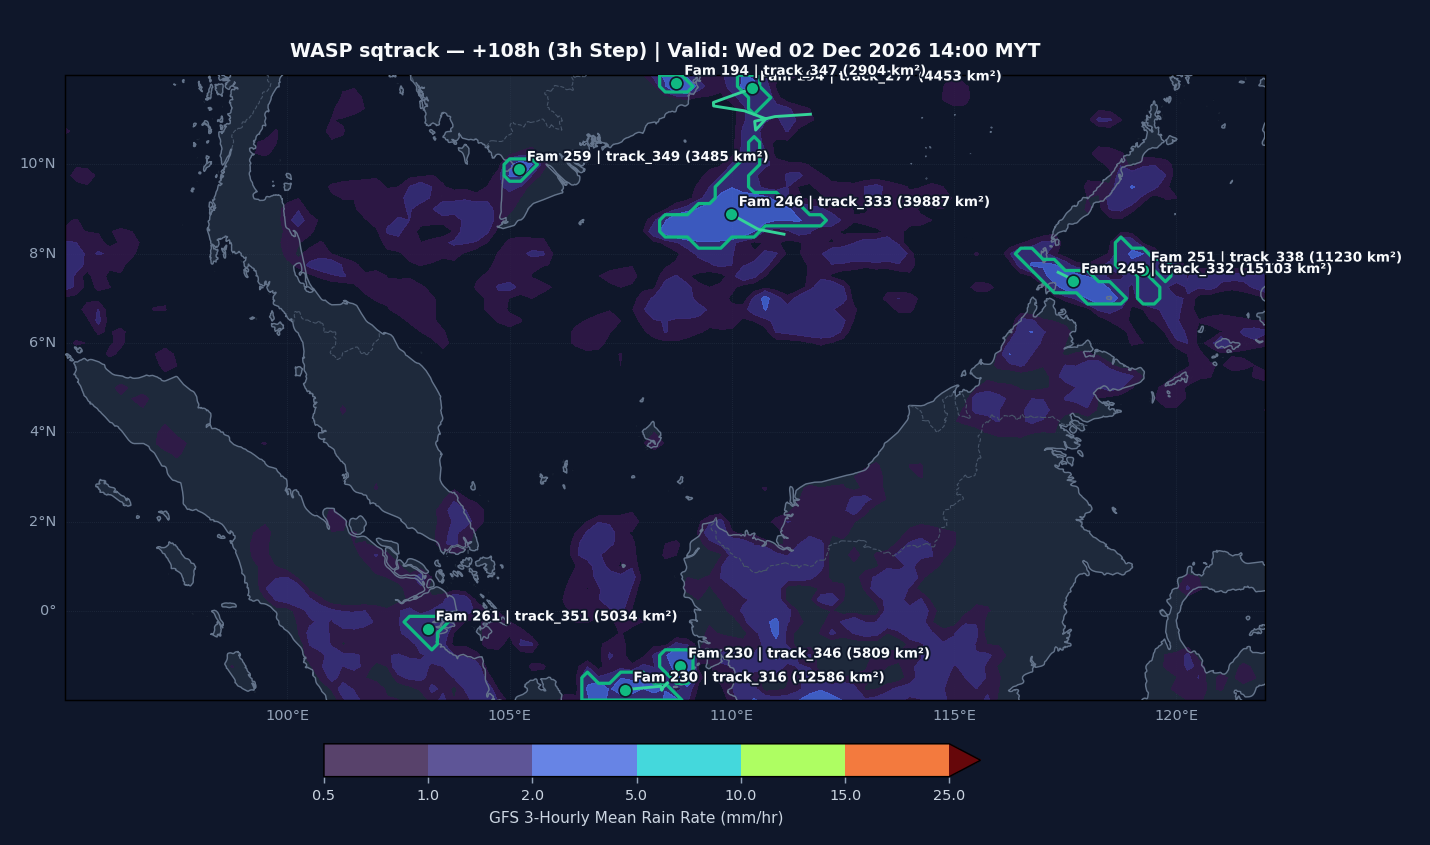 WASP sqtrack — +108h (3h Step) | Valid: Wed 02 Dec 2026 14:00 MYT
Fam 194 | track_347 (2904 km²)
(4453 km²)
Fam 259 | track_349 (3485 km²)
Fam 246 | track_333 (39887 km²)
Fam 251 | track_338 (11230 km²)
Fam 245 | track_332 (15103 km²)
Fam 261 | track_351 (5034 km²)
Fam 230 | track_346 (5809 km²)
Fam 230 | track_316 (12586 km²)
10°N
8°N
6°N
4°N
2°N
0°
100°E 105°E 110°E 115°E 120°E
0.5 1.0 2.0 5.0 10.0 15.0 25.0
GFS 3-Hourly Mean Rain Rate (mm/hr)